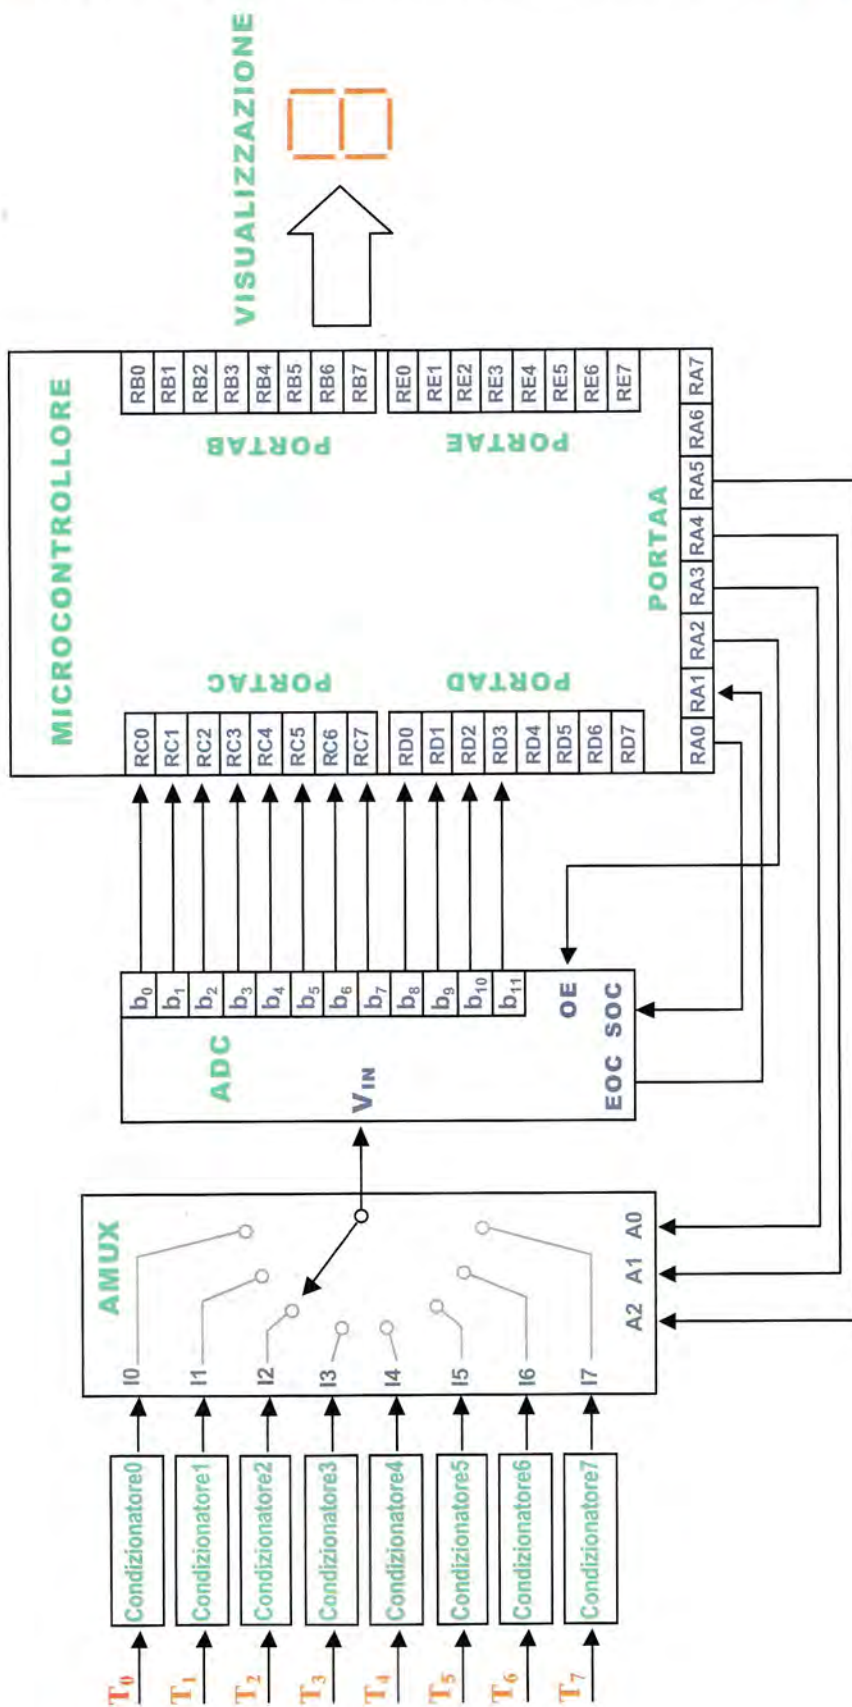 T0
T1
T2
T3
T4
T5
T6
T7
Condizionatore0
Condizionatore1
Condizionatore2
Condizionatore3
Condizionatore4
Condizionatore5
Condizionatore6
Condizionatore7
AMUX
I0
I1
I2
I3
I4
I5
I6
I7
A2 A1 A0
ADC
VIN
b0
b1
b2
b3
b4
b5
b6
b7
b8
b9
b10
b11
OE
EOC SOC
MICROCONTROLLORE
RC0
RC1
RC2
RC3
RC4
RC5
RC6
RC7
PORTAC
RD0
RD1
RD2
RD3
RD4
RD5
RD6
RD7
PORTAD
RB0
RB1
RB2
RB3
RB4
RB5
RB6
RB7
PORTAB
RE0
RE1
RE2
RE3
RE4
RE5
RE6
RE7
PORTAE
PORTAA
RA0 RA1 RA2 RA3 RA4 RA5 RA6 RA7
VISUALIZZAZIONE